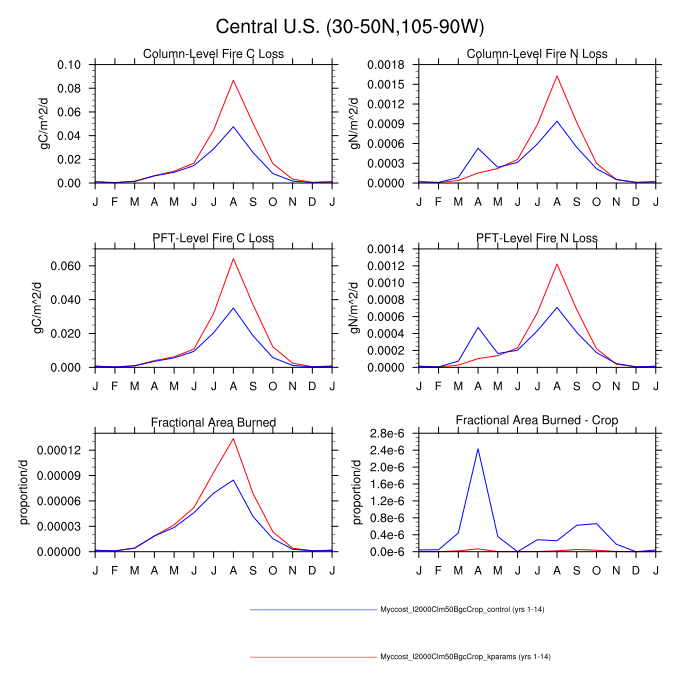 Central U.S. (30-50N,105-90W)
Column-Level Fire C Loss
gC/m^2/d
0.10
0.08
0.06
0.04
0.02
0.00
J F M A M J J A S O N D J
Column-Level Fire N Loss
gN/m^2/d
0.0018
0.0015
0.0012
0.0009
0.0006
0.0003
0.0000
J F M A M J J A S O N D J
PFT-Level Fire C Loss
gC/m^2/d
0.060
0.040
0.020
0.000
J F M A M J J A S O N D J
PFT-Level Fire N Loss
gN/m^2/d
0.0014
0.0012
0.0010
0.0008
0.0006
0.0004
0.0002
0.0000
J F M A M J J A S O N D J
Fractional Area Burned
proportion/d
0.00012
0.00009
0.00006
0.00003
0.00000
J F M A M J J A S O N D J
Fractional Area Burned - Crop
proportion/d
2.8e-6
2.4e-6
2.0e-6
1.6e-6
1.2e-6
0.8e-6
0.4e-6
0.0e-6
J F M A M J J A S O N D J
Myccost_I2000Clm50BgcCrop_control (yrs 1-14)
Myccost_I2000Clm50BgcCrop_kparams (yrs 1-14)